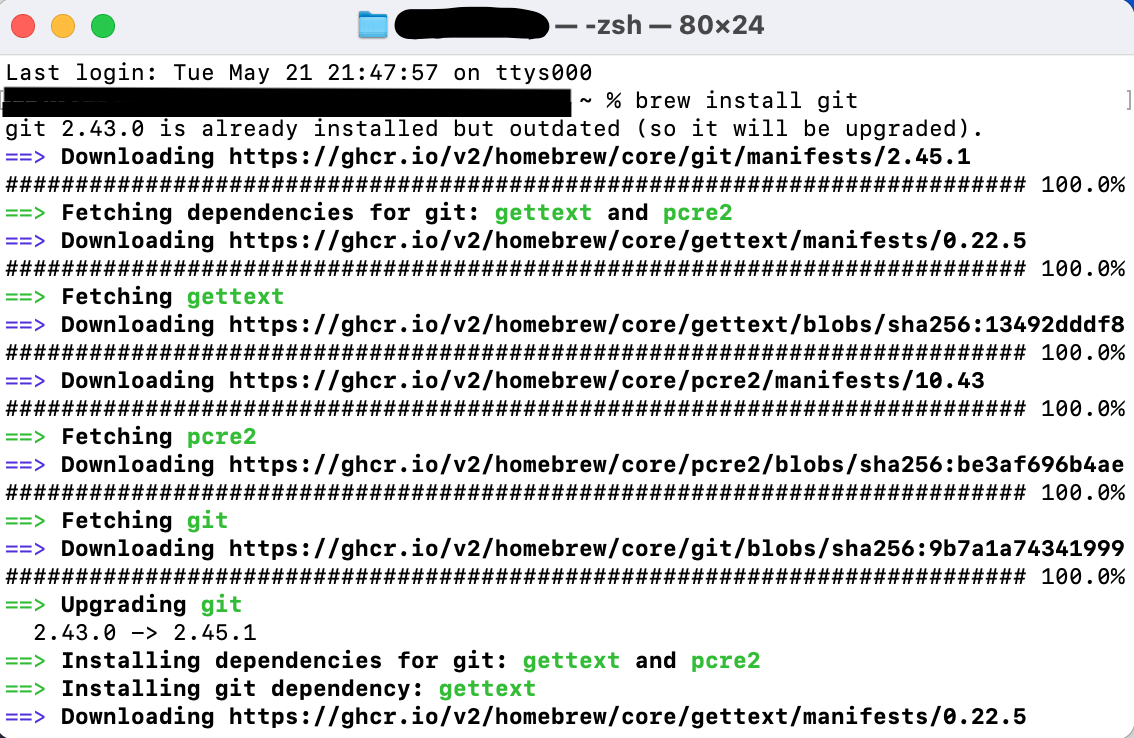 — -zsh — 80×24
Last login: Tue May 21 21:47:57 on ttys000
~ % brew install git
git 2.43.0 is already installed but outdated (so it will be upgraded).
==> Downloading https://ghcr.io/v2/homebrew/core/git/manifests/2.45.1
######################################################################### 100.0%
==> Fetching dependencies for git: gettext and pcre2
==> Downloading https://ghcr.io/v2/homebrew/core/gettext/manifests/0.22.5
######################################################################### 100.0%
==> Fetching gettext
==> Downloading https://ghcr.io/v2/homebrew/core/gettext/blobs/sha256:13492dddf8
######################################################################### 100.0%
==> Downloading https://ghcr.io/v2/homebrew/core/pcre2/manifests/10.43
######################################################################### 100.0%
==> Fetching pcre2
==> Downloading https://ghcr.io/v2/homebrew/core/pcre2/blobs/sha256:be3af696b4ae
######################################################################### 100.0%
==> Fetching git
==> Downloading https://ghcr.io/v2/homebrew/core/git/blobs/sha256:9b7a1a74341999
######################################################################### 100.0%
==> Upgrading git
  2.43.0 -> 2.45.1
==> Installing dependencies for git: gettext and pcre2
==> Installing git dependency: gettext
==> Downloading https://ghcr.io/v2/homebrew/core/gettext/manifests/0.22.5